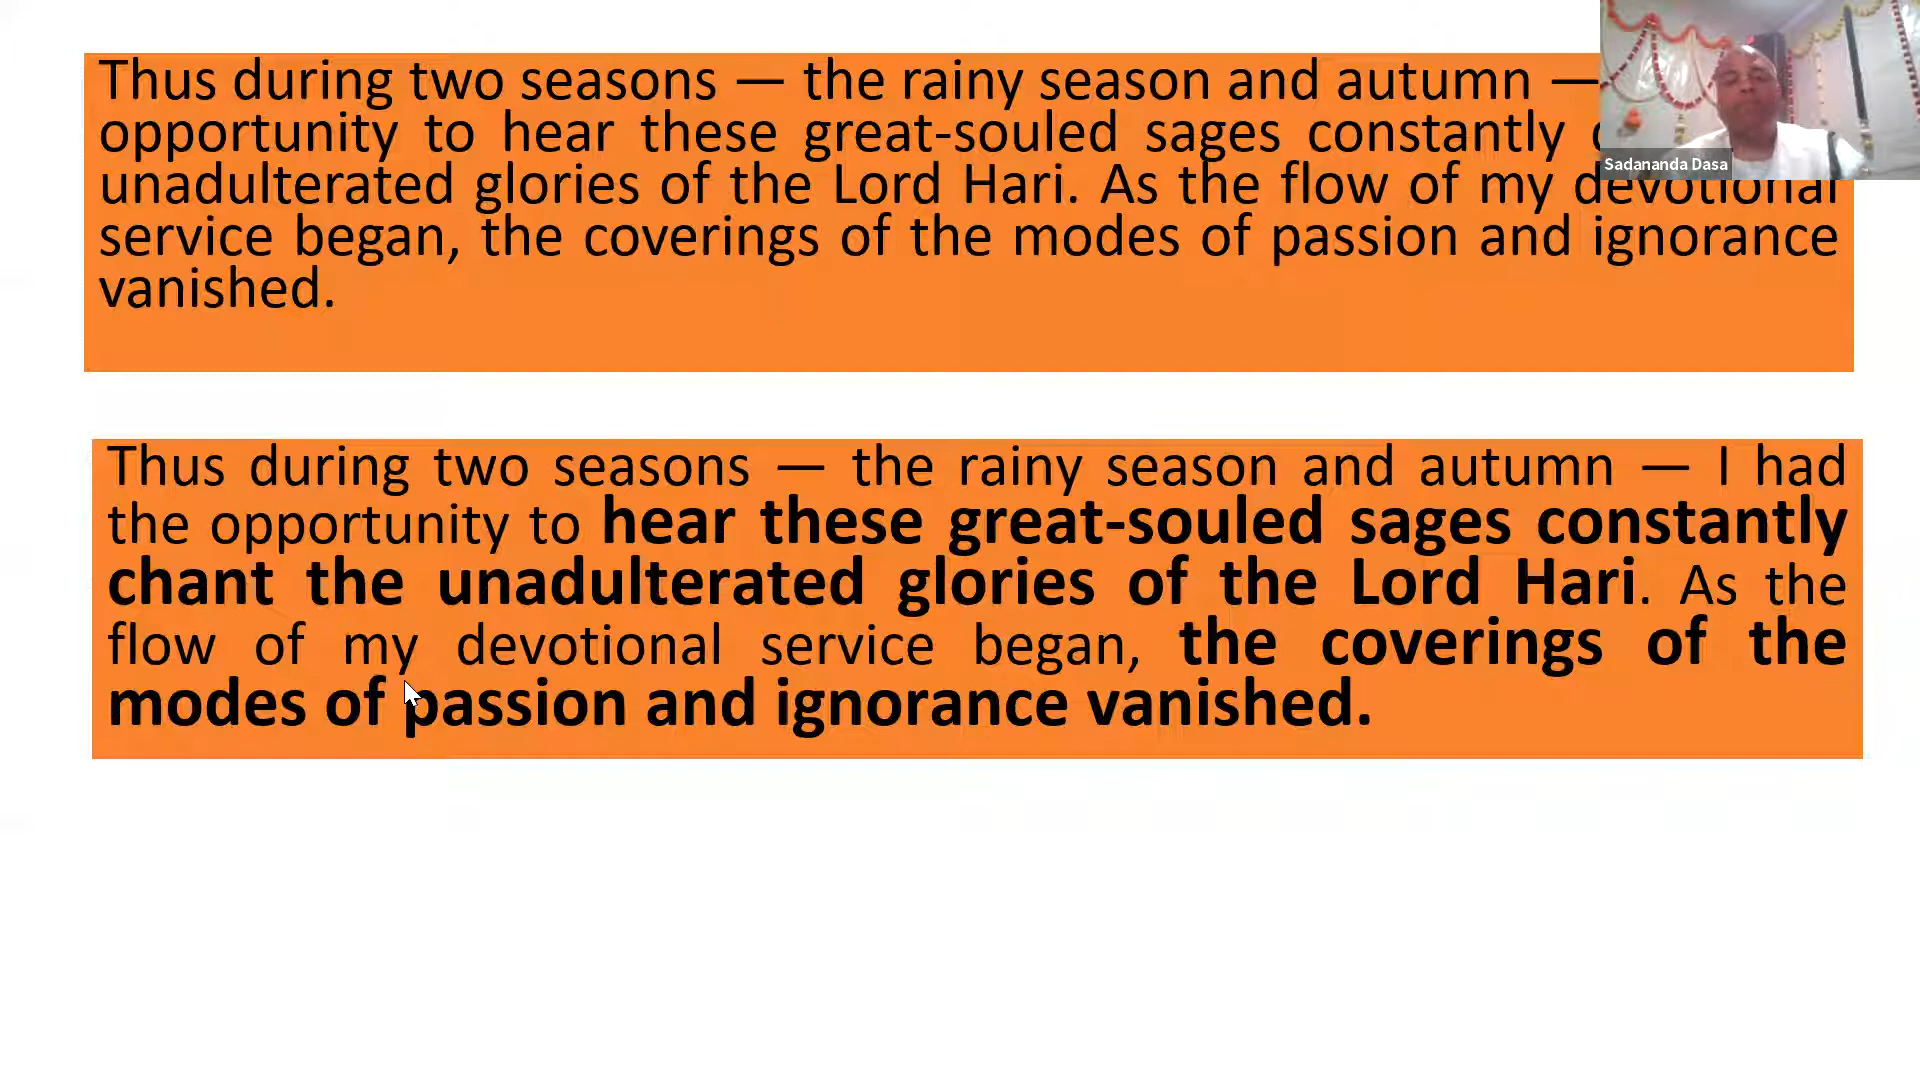 Thus during two seasons — the rainy season and autumn —
opportunity to hear these great-souled sages constantly
unadulterated glories of the Lord Hari. As the flow of my devotional
service began, the coverings of the modes of passion and ignorance
vanished.
Sadananda Dasa
Thus during two seasons — the rainy season and autumn — I had
the opportunity to hear these great-souled sages constantly
chant the unadulterated glories of the Lord Hari. As the
flow of my devotional service began, the coverings of the
modes of passion and ignorance vanished.